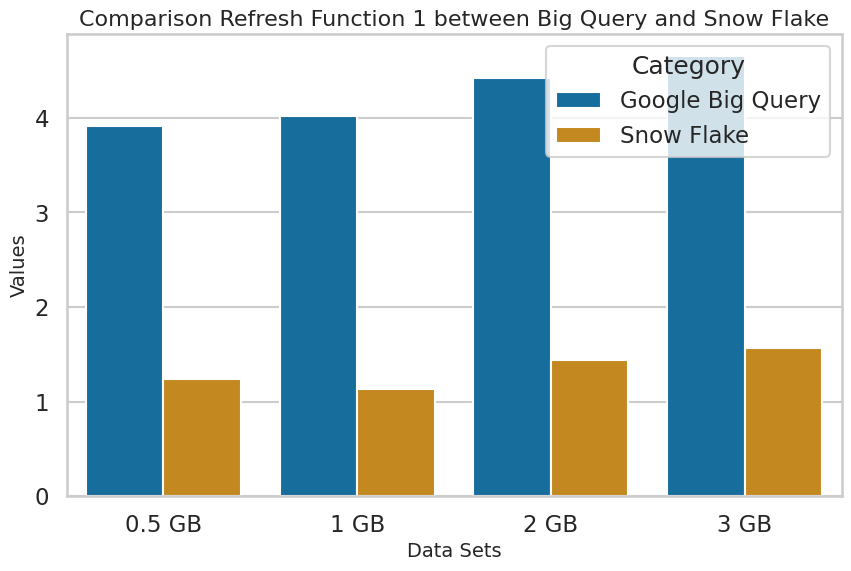 Comparison Refresh Function 1 between Big Query and Snow Flake
Category
Google Big Query
Snow Flake
Values
4
3
2
1
0
0.5 GB
1 GB
2 GB
3 GB
Data Sets